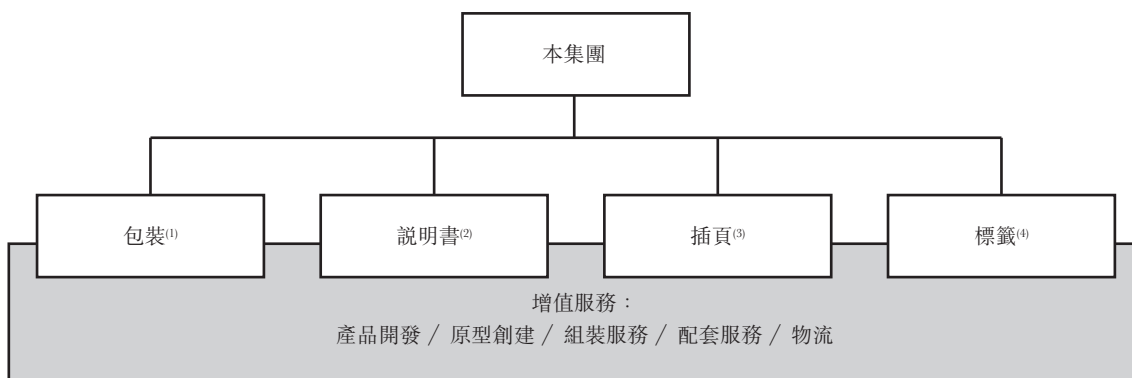 本集團
包裝(1)
説明書(2)
插頁(3)
標籤(4)
增值服務：
產品開發 / 原型創建 / 組裝服務 / 配套服務 / 物流